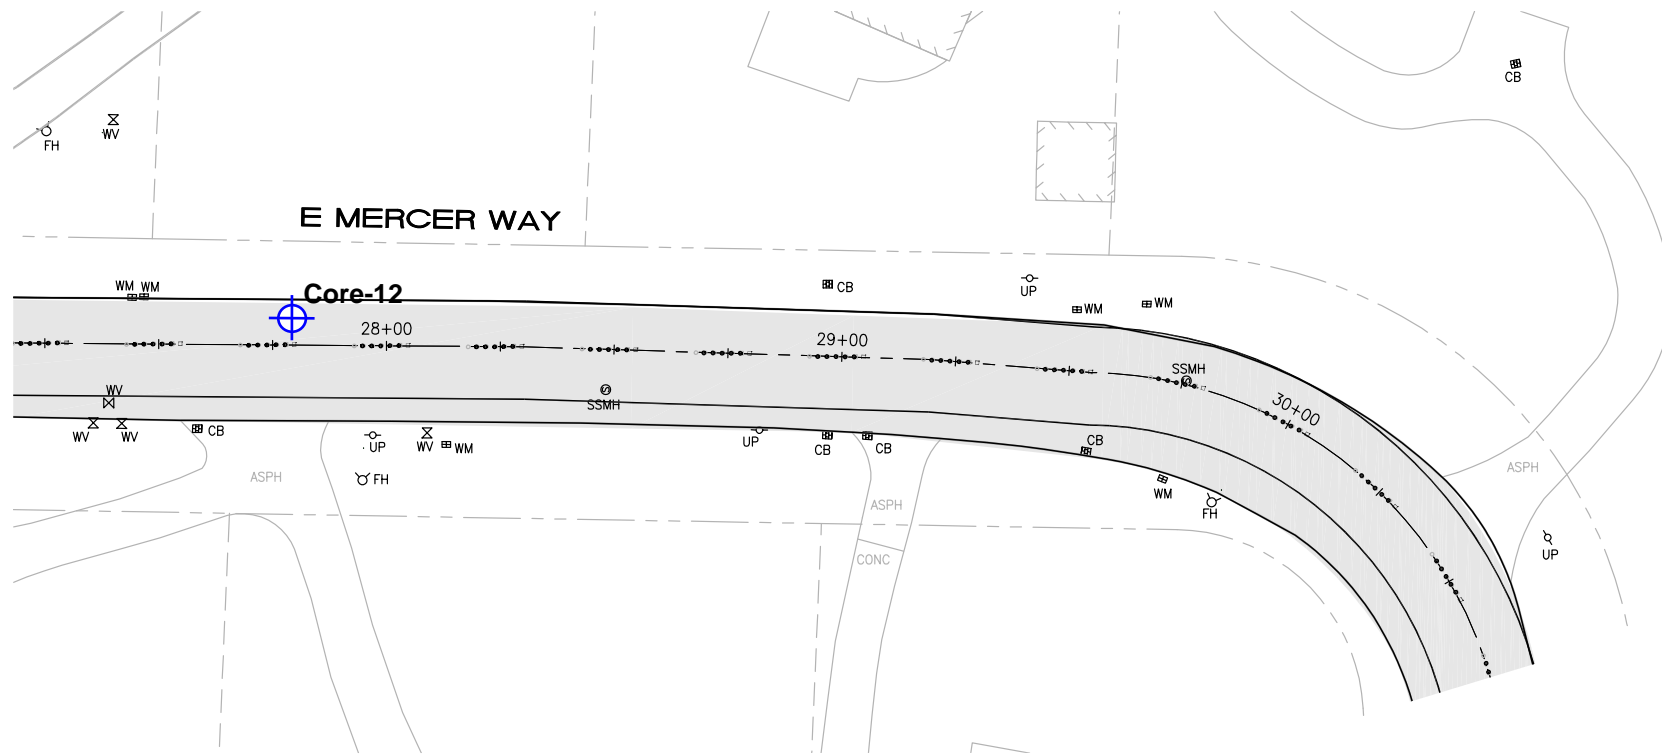 CB
WV
FH
E MERCER WAY
WM WM
Core-12
CB
UP
WM
WM
28+00
29+00
SSMH
30+00
WV
SSMH
WV
WV
CB
UP
WV
WM
UP
CB
CB
CB
ASPH
FH
ASPH
WM
FH
ASPH
CONC
UP